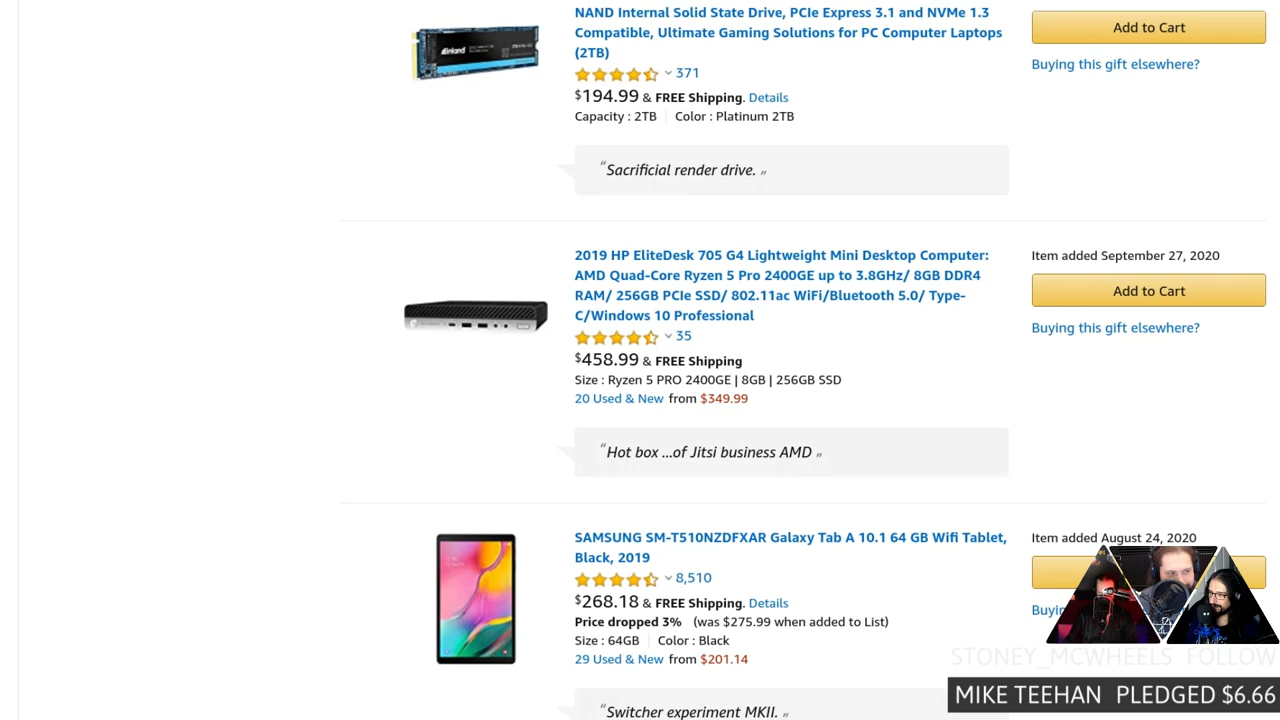 NAND Internal Solid State Drive, PCIe Express 3.1 and NVMe 1.3
Compatible, Ultimate Gaming Solutions for PC Computer Laptops
(2TB)
371
$194.99 & FREE Shipping. Details
Capacity : 2TB Color : Platinum 2TB
Add to Cart
Buying this gift elsewhere?
inland
“Sacrificial render drive. „
2019 HP EliteDesk 705 G4 Lightweight Mini Desktop Computer:
AMD Quad-Core Ryzen 5 Pro 2400GE up to 3.8GHz/ 8GB DDR4
RAM/ 256GB PCIe SSD/ 802.11ac WiFi/Bluetooth 5.0/ Type-
C/Windows 10 Professional
35
$458.99 & FREE Shipping
Size : Ryzen 5 PRO 2400GE | 8GB | 256GB SSD
20 Used & New from $349.99
Item added September 27, 2020
Add to Cart
Buying this gift elsewhere?
“Hot box ...of Jitsi business AMD „
SAMSUNG SM-T510NZDFXAR Galaxy Tab A 10.1 64 GB Wifi Tablet,
Black, 2019
8,510
$268.18 & FREE Shipping. Details
Price dropped 3% (was $275.99 when added to List)
Size : 64GB Color : Black
29 Used & New from $201.14
Item added August 24, 2020
“Switcher experiment MKII. „
STONEY_MCWHEELS FOLLOW
MIKE TEEHAN PLEDGED $6.66